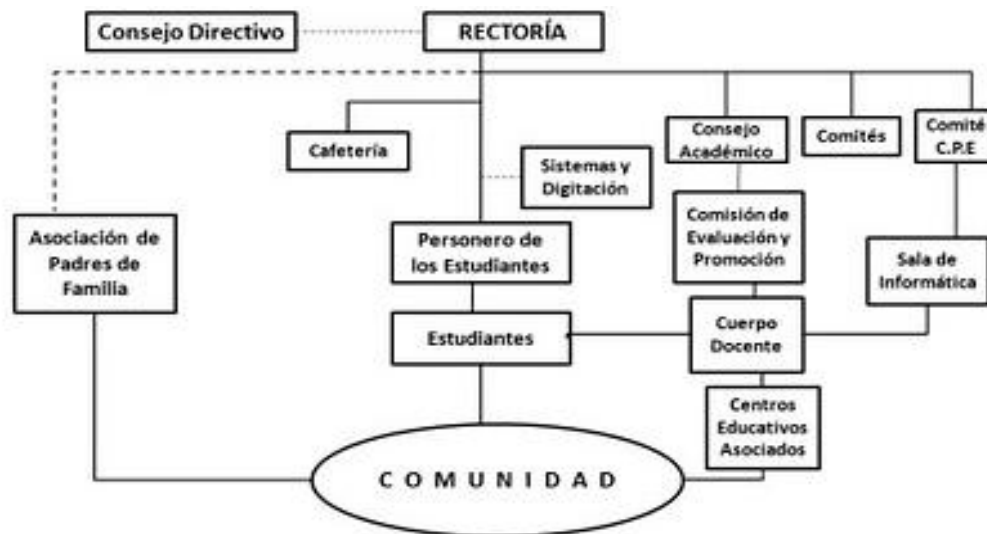 Consejo Directivo
RECTORÍA
Cafetería
Consejo
Académico
Comités
Comité
C.P.E
Sistemas y
Digitación
Asociación de
Padres de
Familia
Personero de
los Estudiantes
Comisión de
Evaluación y
Promoción
Sala de
Informática
Estudiantes
Cuerpo
Docente
Centros
Educativos
Asociados
C O M U N I D A D